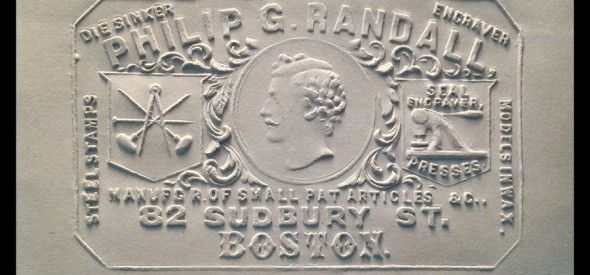 DIE SINKER
ENGRAVER
PHILIP G. RANDALL,
STEEL STAMPS
SEAL
ENGRAVER,
PRESSES.
MODELS IN WAX.
MANUFG'R. OF SMALL PAT ARTICLES &C.,
82 SUDBURY ST.
BOSTON.